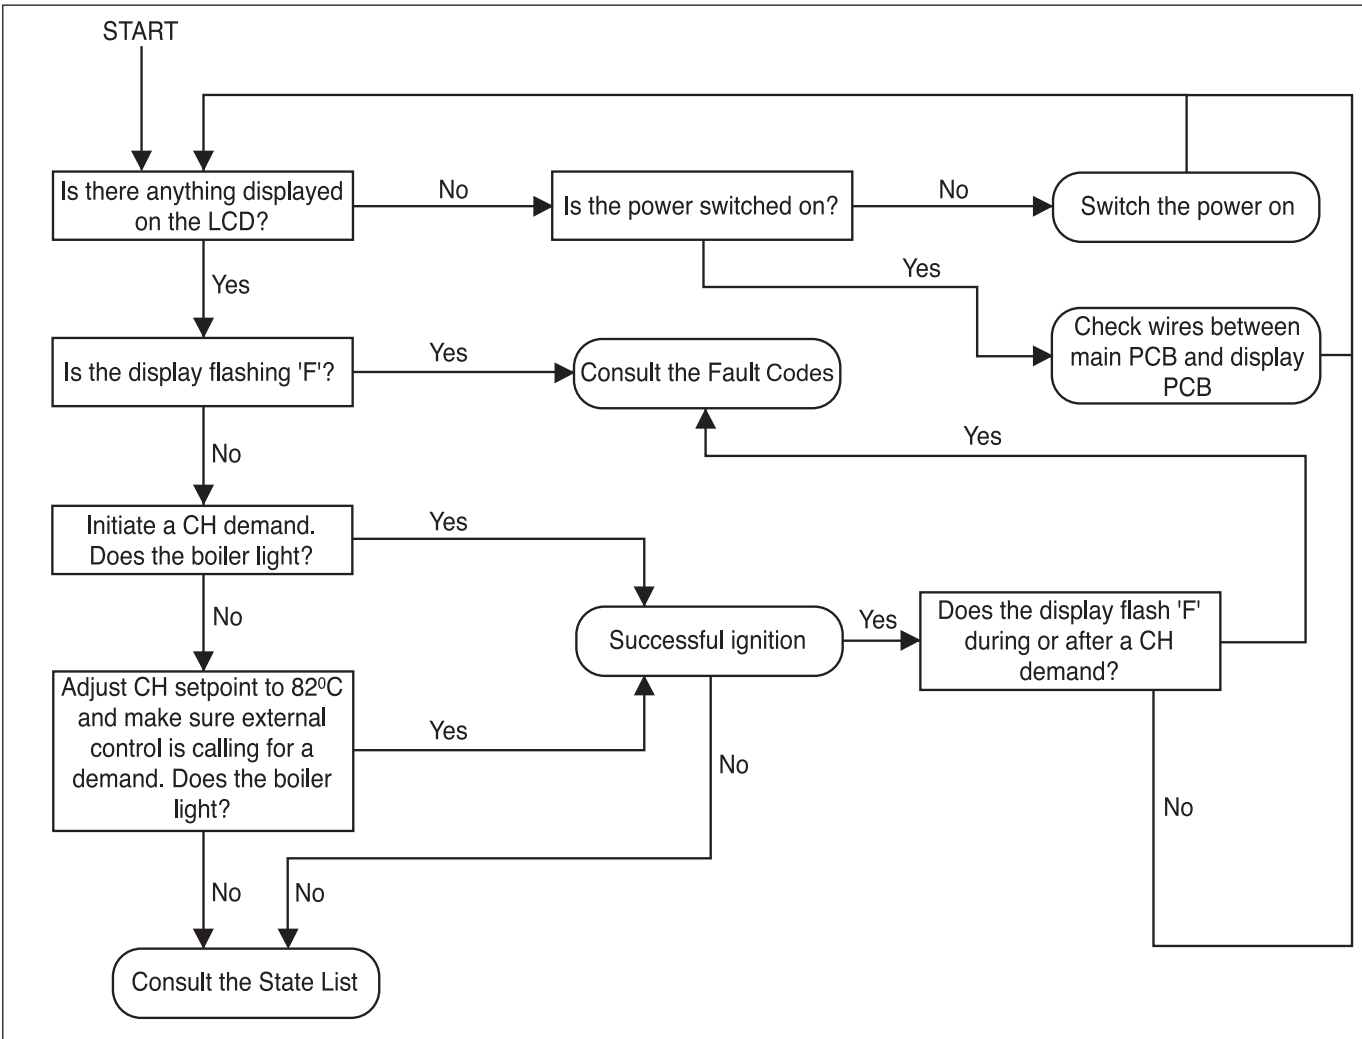 START
Is there anything displayed
on the LCD?
No
Is the power switched on?
No
Switch the power on
Yes
Yes
Check wires between
main PCB and display
PCB
Is the display flashing 'F'?
Yes
Consult the Fault Codes
No
Yes
Initiate a CH demand.
Does the boiler light?
Yes
No
Successful ignition
Yes
Does the display flash 'F'
during or after a CH
demand?
Adjust CH setpoint to 82⁰C
and make sure external
control is calling for a
demand. Does the boiler
light?
Yes
No
No
No
No
Consult the State List